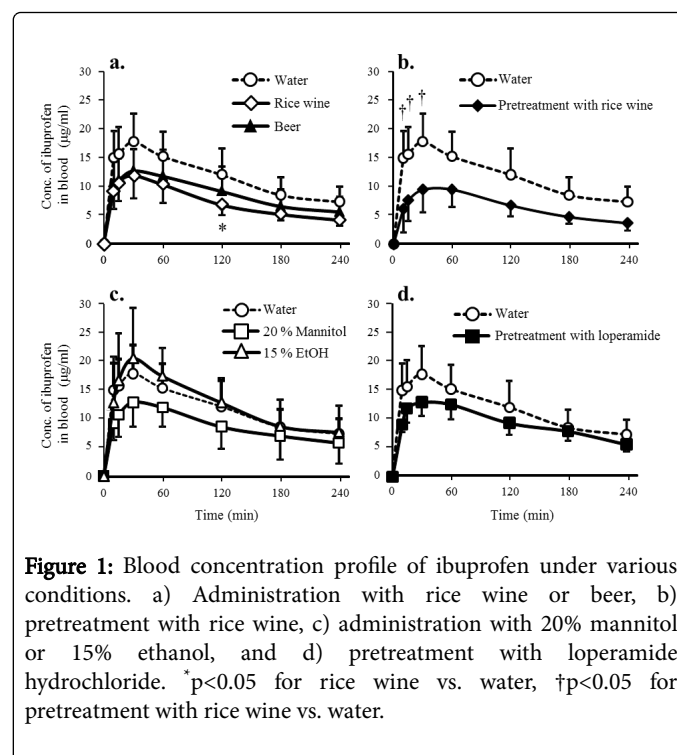 a.
Water
Rice wine
Beer
Conc. of ibuprofen
in blood (µg/ml)
30
25
20
15
10
5
0
*
0 60 120 180 240
b.
Water
Pretreatment with rice wine
30
25
20
15
10
5
0
† † †
0 60 120 180 240
c.
Water
20 % Mannitol
15 % EtOH
Conc. of ibuprofen
in blood (µg/ml)
30
25
20
15
10
5
0
0 60 120 180 240
Time (min)
d.
Water
Pretreatment with loperamide
30
25
20
15
10
5
0
0 60 120 180 240
Time (min)
Figure 1: Blood concentration profile of ibuprofen under various
conditions. a) Administration with rice wine or beer, b)
pretreatment with rice wine, c) administration with 20% mannitol
or 15% ethanol, and d) pretreatment with loperamide
hydrochloride. *p<0.05 for rice wine vs. water, †p<0.05 for
pretreatment with rice wine vs. water.